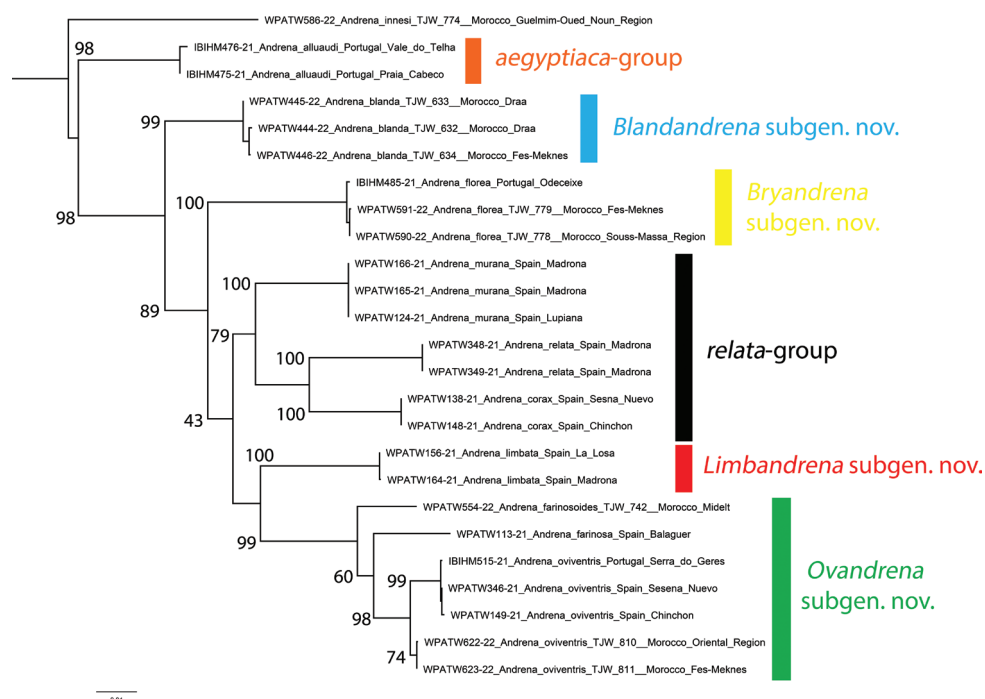 WPATW586-22_Andrena_innesi_TJW_774__Morocco_Guelmim-Oued_Noun_Region
98
IBIHM476-21_Andrena_alluaudi_Portugal_Vale_do_Telha
IBIHM475-21_Andrena_alluaudi_Portugal_Praia_Cabeco
aegyptiaca-group
99
WPATW445-22_Andrena_blanda_TJW_633__Morocco_Draa
WPATW444-22_Andrena_blanda_TJW_632__Morocco_Draa
WPATW446-22_Andrena_blanda_TJW_634__Morocco_Fes-Meknes
Blandandrena subgen. nov.
98
100
IBIHM485-21_Andrena_florea_Portugal_Odeceixe
WPATW591-22_Andrena_florea_TJW_779__Morocco_Fes-Meknes
WPATW590-22_Andrena_florea_TJW_778__Morocco_Souss-Massa_Region
Bryandrena
subgen. nov.
89
100
WPATW166-21_Andrena_murana_Spain_Madrona
WPATW165-21_Andrena_murana_Spain_Madrona
WPATW124-21_Andrena_murana_Spain_Lupiana
79
100
WPATW348-21_Andrena_relata_Spain_Madrona
WPATW349-21_Andrena_relata_Spain_Madrona
relata-group
100
WPATW138-21_Andrena_corax_Spain_Sesna_Nuevo
WPATW148-21_Andrena_corax_Spain_Chinchon
43
100
WPATW156-21_Andrena_limbata_Spain_La_Losa
WPATW164-21_Andrena_limbata_Spain_Madrona
Limbandrena subgen. nov.
99
WPATW554-22_Andrena_farinosoides_TJW_742__Morocco_Midelt
WPATW113-21_Andrena_farinosa_Spain_Balaguer
60
99
IBIHM515-21_Andrena_oviventris_Portugal_Serra_do_Geres
WPATW346-21_Andrena_oviventris_Spain_Sesena_Nuevo
WPATW149-21_Andrena_oviventris_Spain_Chinchon
Ovandrena
subgen. nov.
98
74
WPATW622-22_Andrena_oviventris_TJW_810__Morocco_Oriental_Region
WPATW623-22_Andrena_oviventris_TJW_811__Morocco_Fes-Meknes